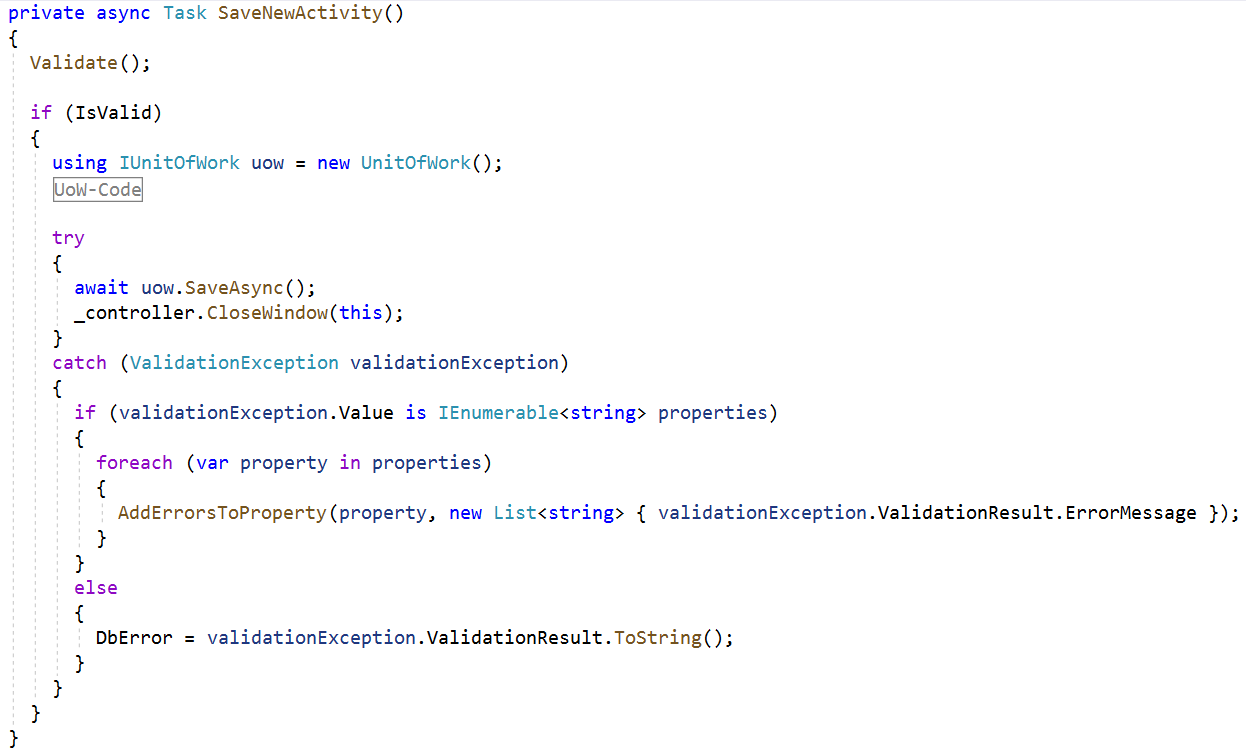 private async Task SaveNewActivity()
{
  Validate();

  if (IsValid)
  {
    using IUnitOfWork uow = new UnitOfWork();
    UoW-Code

    try
    {
      await uow.SaveAsync();
      _controller.CloseWindow(this);
    }
    catch (ValidationException validationException)
    {
      if (validationException.Value is IEnumerable<string> properties)
      {
        foreach (var property in properties)
        {
          AddErrorsToProperty(property, new List<string> { validationException.ValidationResult.ErrorMessage });
        }
      }
      else
      {
        DbError = validationException.ValidationResult.ToString();
      }
    }
  }
}